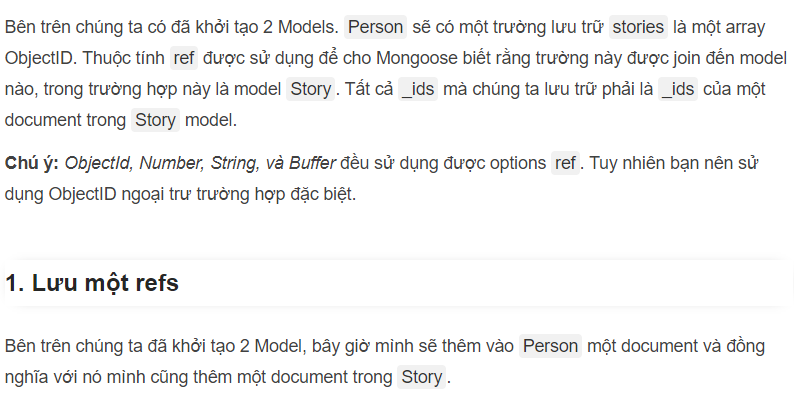 Bên trên chúng ta có đã khởi tạo 2 Models. Person sẽ có một trường lưu trữ stories là một array
ObjectID. Thuộc tính ref được sử dụng để cho Mongoose biết rằng trường này được join đến model
nào, trong trường hợp này là model Story. Tất cả _ids mà chúng ta lưu trữ phải là _ids của một
document trong Story model.
Chú ý: ObjectId, Number, String, và Buffer đều sử dụng được options ref. Tuy nhiên bạn nên sử
dụng ObjectID ngoại trư trường hợp đặc biệt.
1. Lưu một refs
Bên trên chúng ta đã khởi tạo 2 Model, bây giờ mình sẽ thêm vào Person một document và đồng
nghĩa với nó mình cũng thêm một document trong Story.